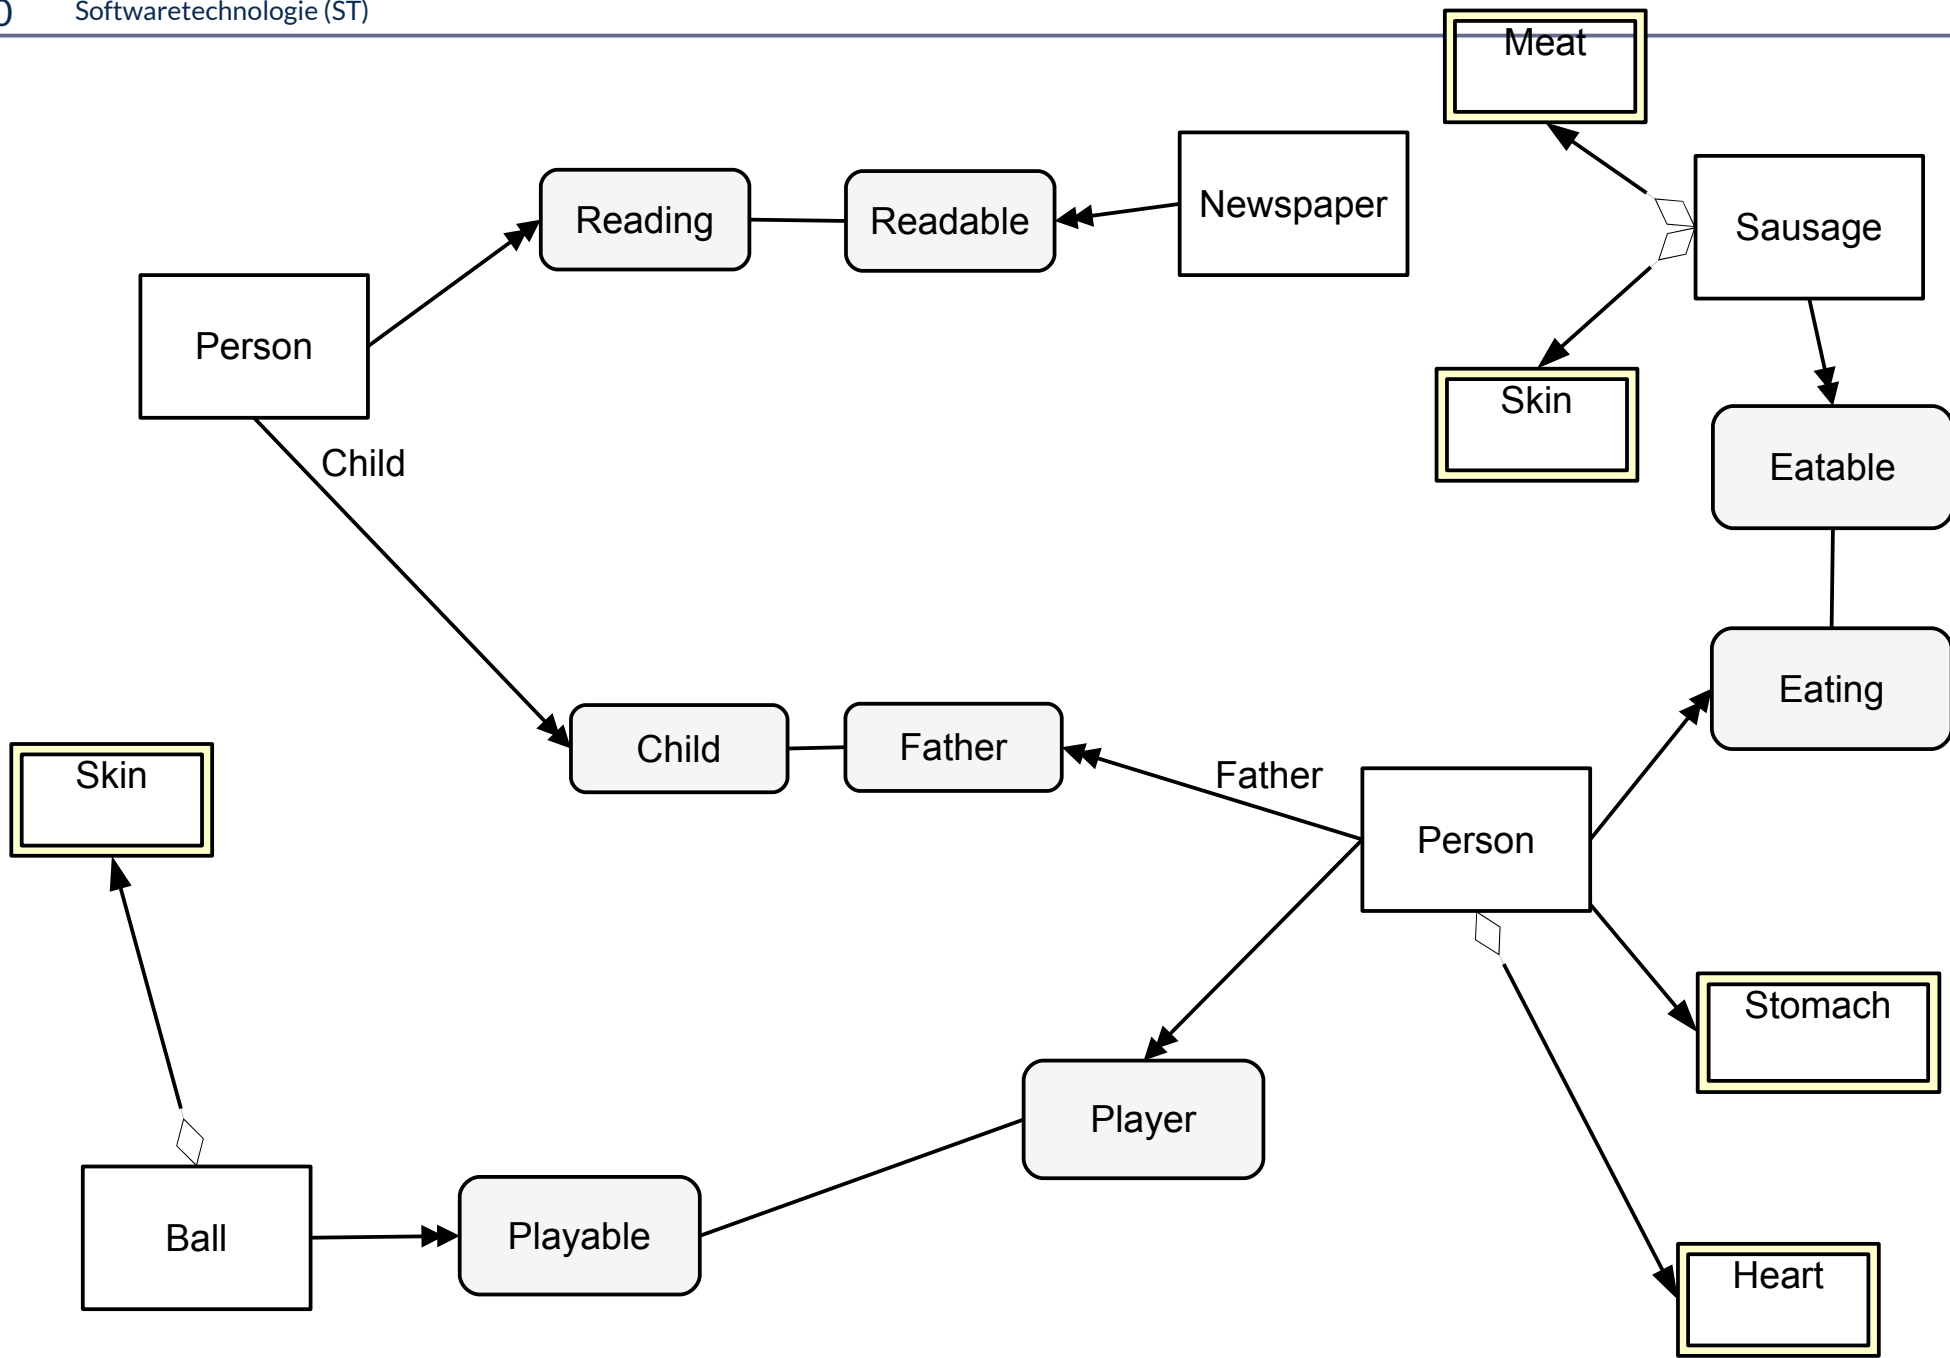 Softwaretechnologie (ST)
Meat
Reading
Readable
Newspaper
Sausage
Person
Skin
Child
Eatable
Eating
Child
Father
Father
Skin
Person
Stomach
Player
Ball
Playable
Heart